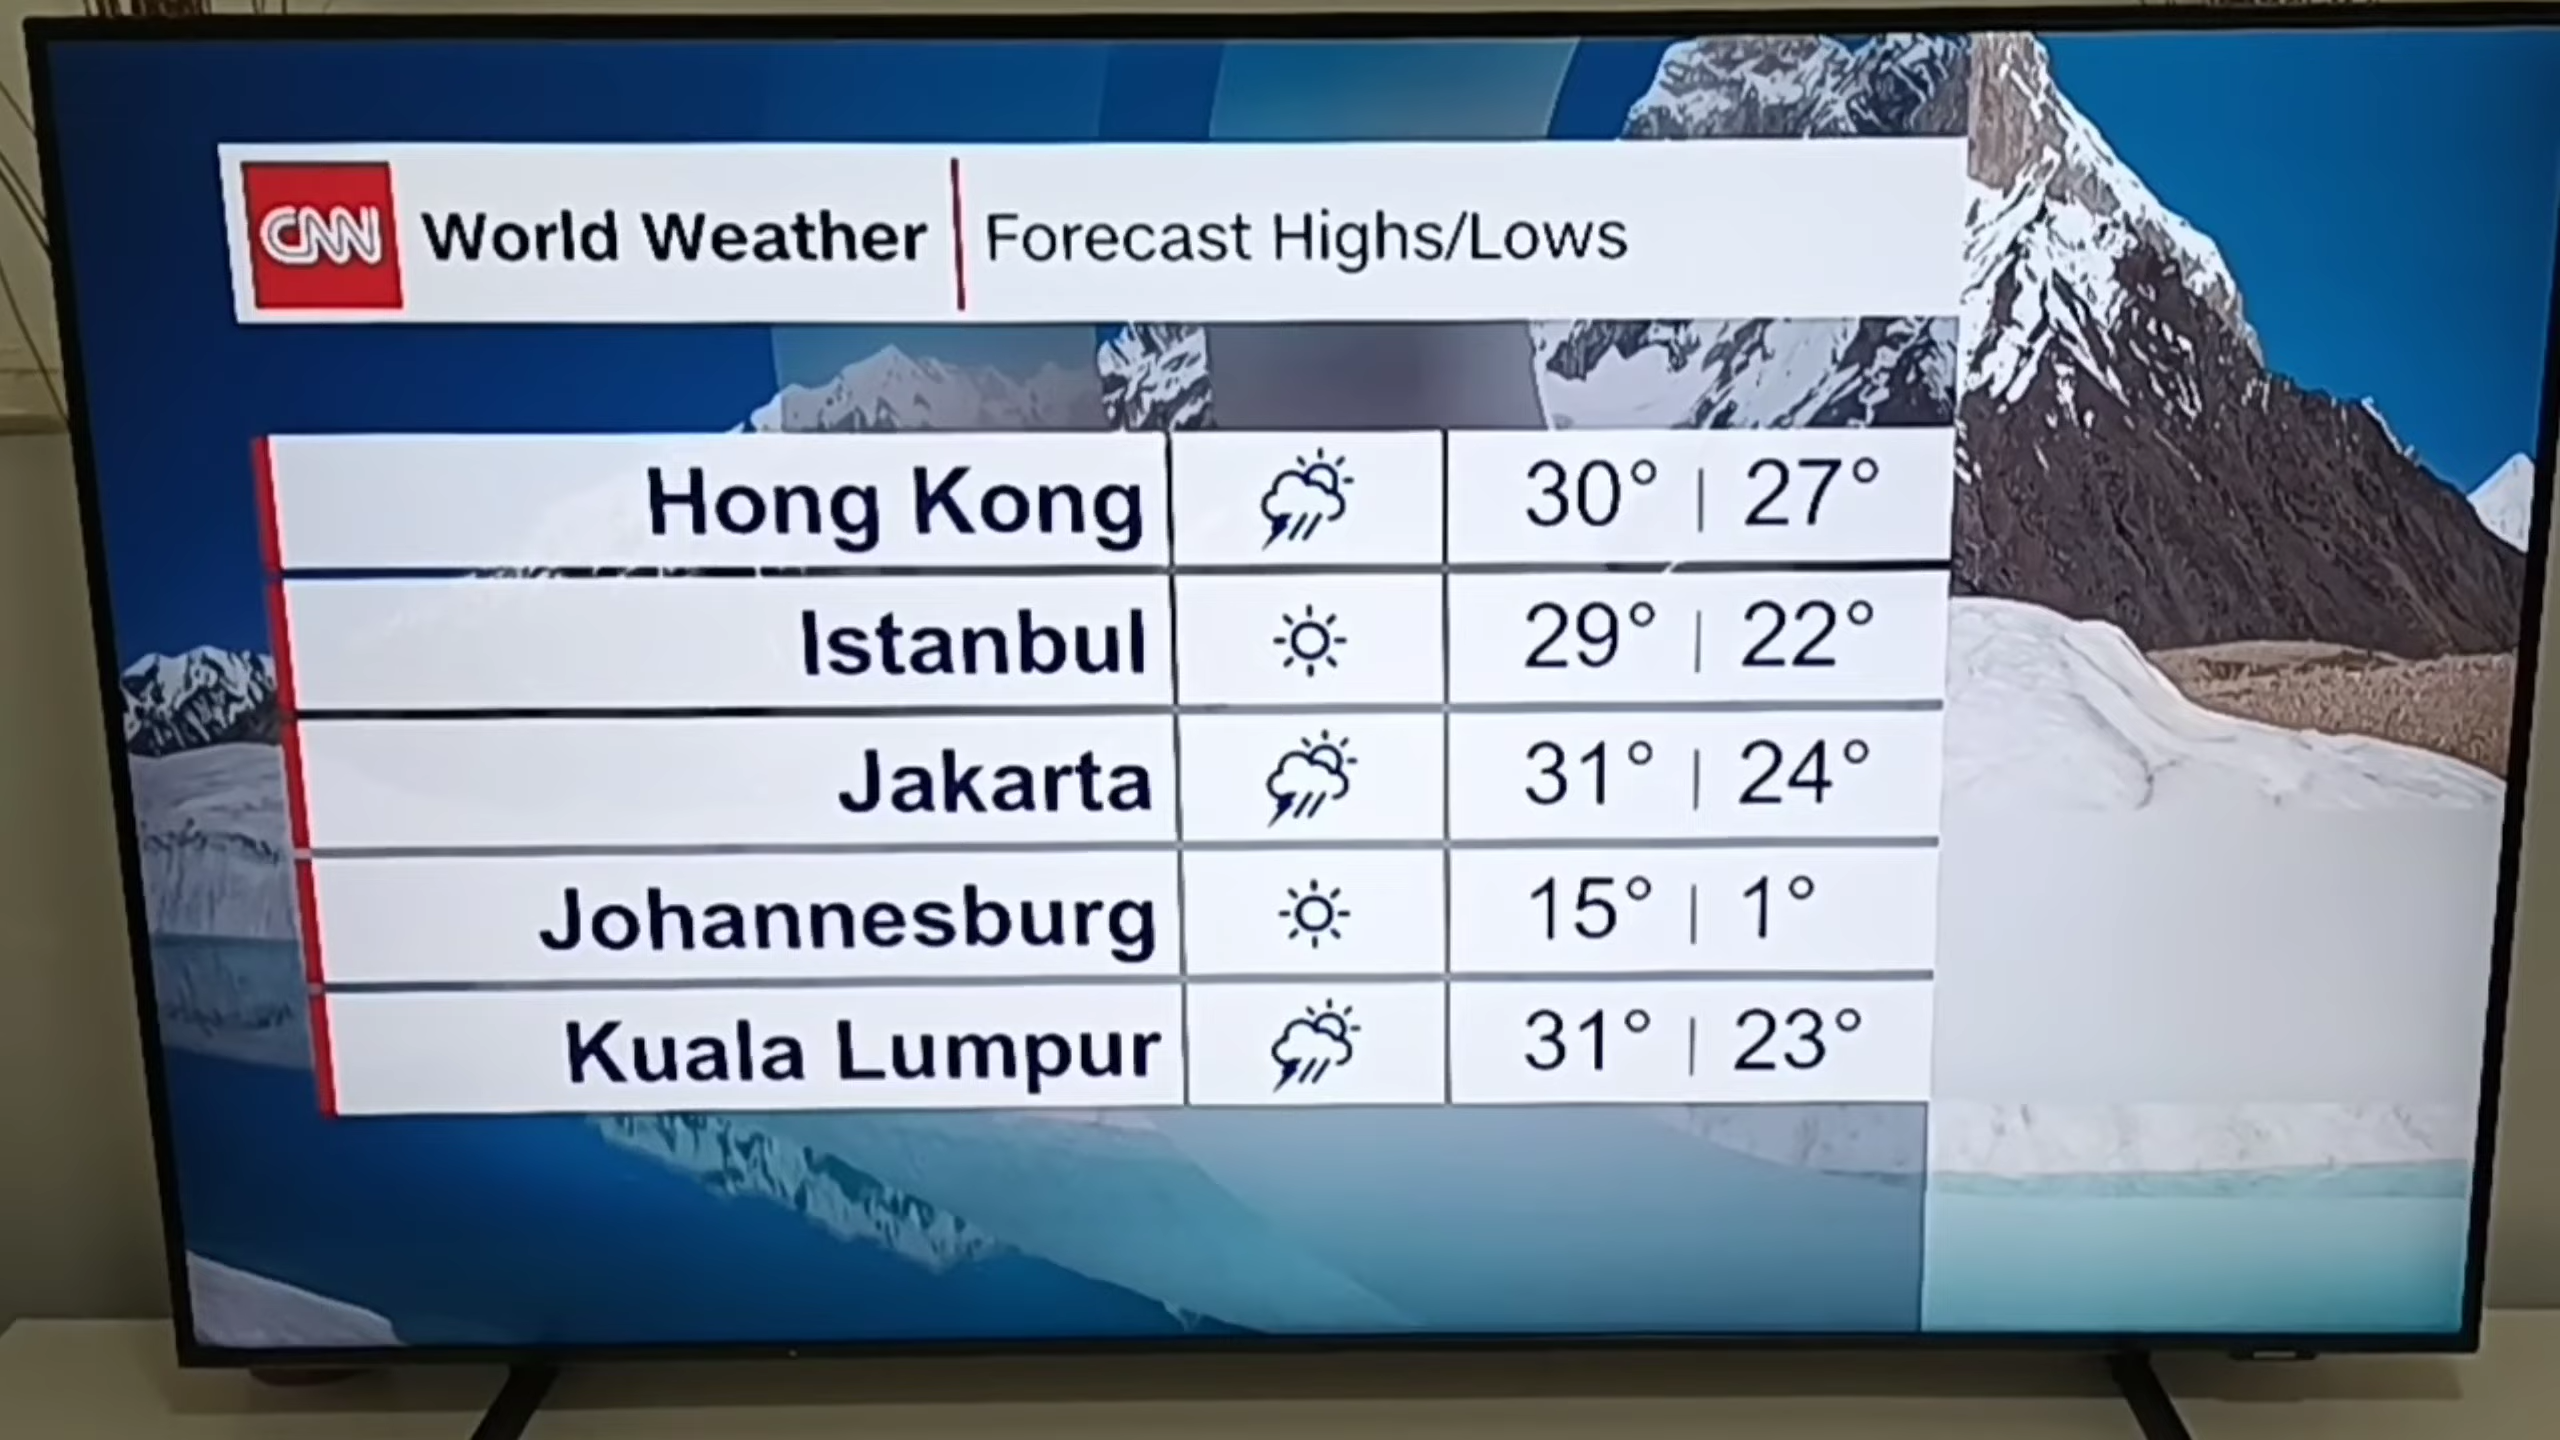 CNN World Weather | Forecast Highs/Lows
Hong Kong 30° | 27°
Istanbul 29° | 22°
Jakarta 31° | 24°
Johannesburg 15° | 1°
Kuala Lumpur 31° | 23°